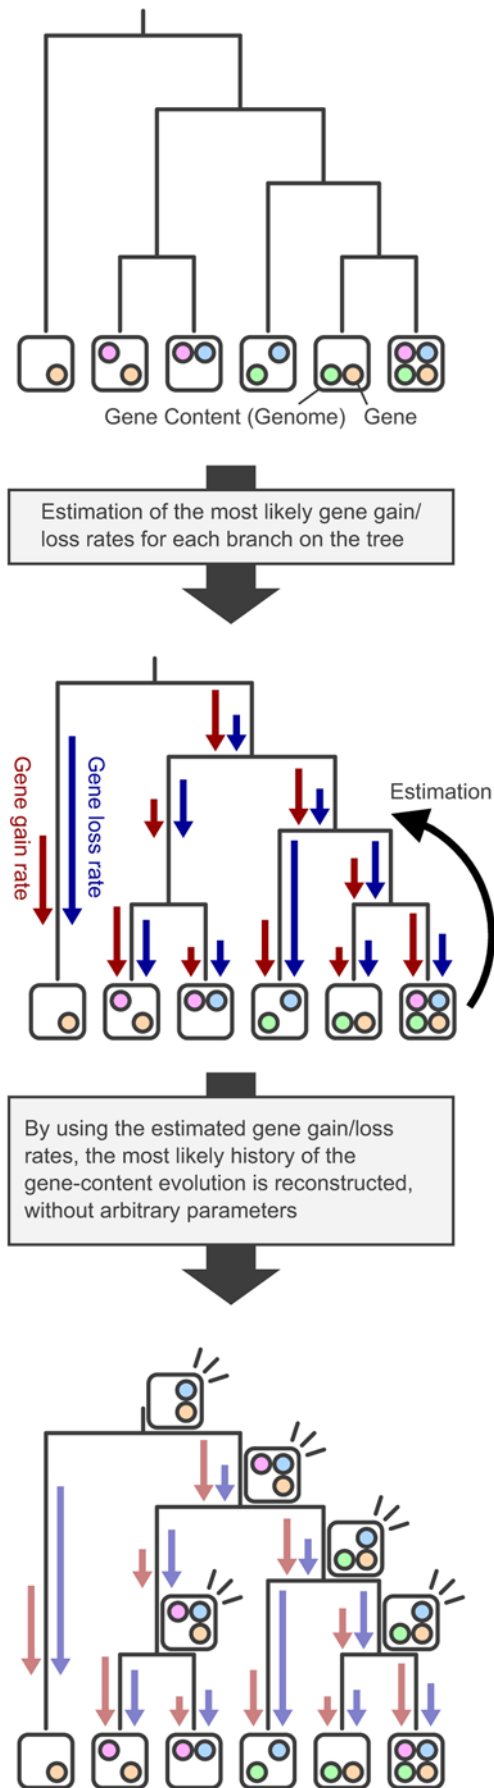 Gene Content (Genome) Gene
Estimation of the most likely gene gain/
loss rates for each branch on the tree
Gene gain rate
Gene loss rate
Estimation
By using the estimated gene gain/loss
rates, the most likely history of the
gene-content evolution is reconstructed,
without arbitrary parameters